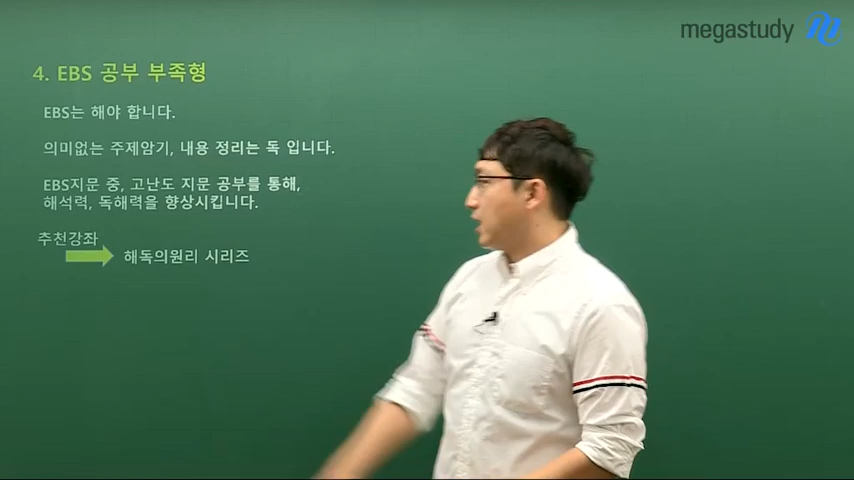 megastudy
4. EBS 공부 부족형
EBS는 해야 합니다.
의미없는 주제암기, 내용 정리는 독 입니다.
EBS지문 중, 고난도 지문 공부를 통해,
해석력, 독해력을 향상시킵니다.
추천강좌
해독의원리 시리즈